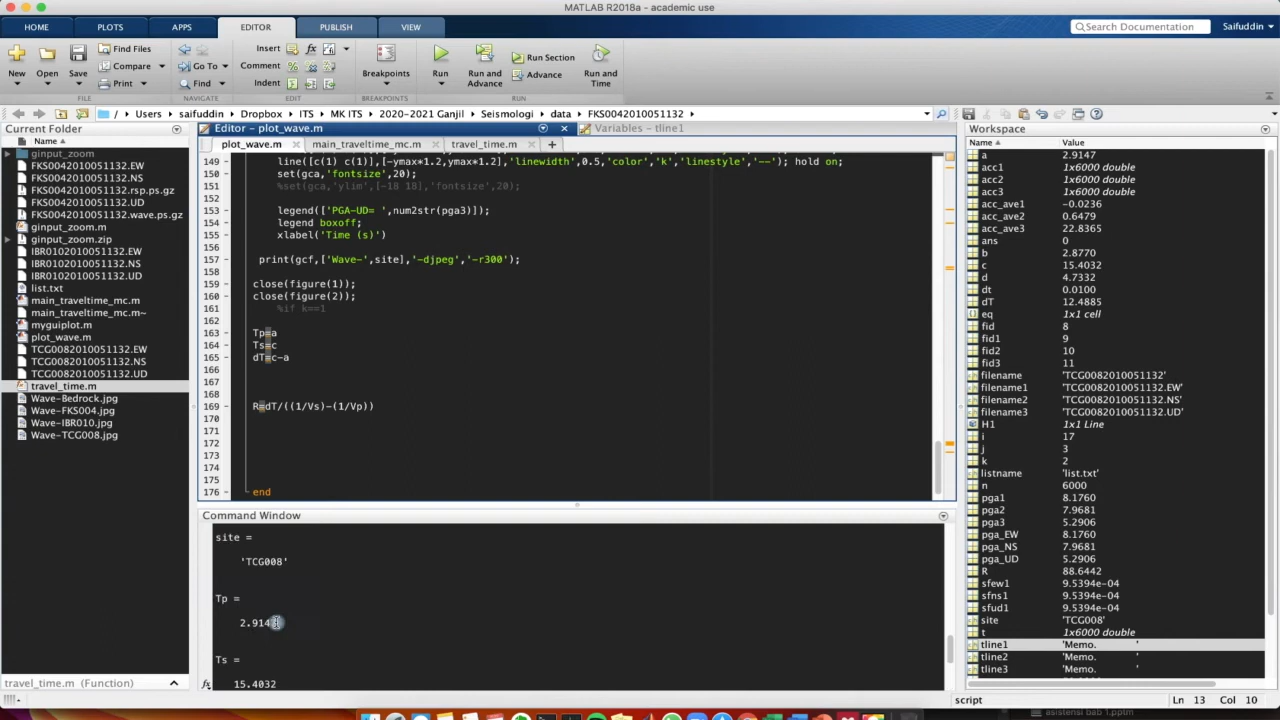 MATLAB R2018a - academic use
HOME PLOTS APPS EDITOR PUBLISH VIEW
Search Documentation Saifuddin
New Open Save Find Files Compare Print
Go To Find
Insert fx
Comment
Indent
Breakpoints Run Run and Advance Run Section Advance Run and Time
FILE NAVIGATE EDIT BREAKPOINTS RUN
/ Users saifuddin Dropbox ITS MK ITS 2020-2021 Ganjil Seismologi data FKS0042010051132
Current Folder
Name
ginput_zoom
FKS0042010051132.EW
FKS0042010051132.NS
FKS0042010051132.rsp.ps.gz
FKS0042010051132.UD
FKS0042010051132.wave.ps.gz
ginput_zoom.m
ginput_zoom.zip
IBR0102010051132.EW
IBR0102010051132.NS
IBR0102010051132.UD
list.txt
main_traveltime_mc.m
main_traveltime_mc.m~
myguiplot.m
plot_wave.m
TCG0082010051132.EW
TCG0082010051132.NS
TCG0082010051132.UD
travel_time.m
Wave-Bedrock.jpg
Wave-FKS004.jpg
Wave-IBR010.jpg
Wave-TCG008.jpg
travel_time.m (Function)
Editor - plot_wave.m Variables - tline1
plot_wave.m main_traveltime_mc.m travel_time.m
149 line([c(1) c(1)],[-ymax*1.2,ymax*1.2],'linewidth',0.5,'color','k','linestyle','--'); hold on;
150 set(gca,'fontsize',20);
151 %set(gca,'ylim',[-18 18],'fontsize',20);
152
153 legend(['PGA-UD= ',num2str(pga3)]);
154 legend boxoff;
155 xlabel('Time (s)')
156
157 print(gcf,['Wave-',site],'-djpeg','-r300');
158
159 close(figure(1));
160 close(figure(2));
161 %if k==1
162
163 Tp=a
164 Ts=c
165 dT=c-a
166
167
168
169 R=dT/((1/Vs)-(1/Vp))
170
171
172
173
174
175
176 end
Command Window
site =
'TCG008'
Tp =
2.914
Ts =
fx 15.4032
Workspace
Name Value
a 2.9147
acc1 1x6000 double
acc2 1x6000 double
acc3 1x6000 double
acc_ave1 -0.0236
acc_ave2 0.6479
acc_ave3 22.8365
ans 0
b 2.8770
c 15.4032
d 4.7332
dt 0.0100
dT 12.4885
eq 1x1 cell
fid 8
fid1 9
fid2 10
fid3 11
filename 'TCG0082010051132'
filename1 'TCG0082010051132.EW'
filename2 'TCG0082010051132.NS'
filename3 'TCG0082010051132.UD'
H1 1x1 Line
i 17
j 3
k 2
listname 'list.txt'
n 6000
pga1 8.1760
pga2 7.9681
pga3 5.2906
pga_EW 8.1760
pga_NS 7.9681
pga_UD 5.2906
R 88.6442
sfew1 9.5394e-04
sfns1 9.5394e-04
sfud1 9.5394e-04
site 'TCG008'
t 1x6000 double
tline1 'Memo. '
tline2 'Memo. '
tline3 'Memo. '
script Ln 13 Col 10
asistensi bab 1.pptm